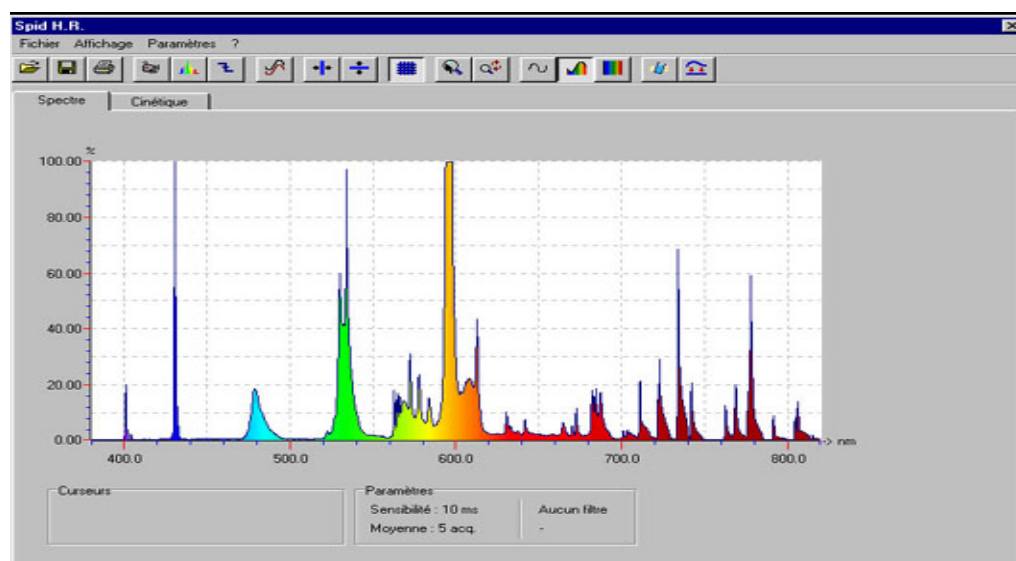 Spid H.R.
Fichier Affichage Paramètres ?
Spectre Cinétique
%
100.00
80.00
60.00
40.00
20.00
0.00
400.0 500.0 600.0 700.0 800.0 -> nm
Curseurs
Paramètres
Sensibilité : 10 ms Aucun filtre
Moyenne : 5 acq. -